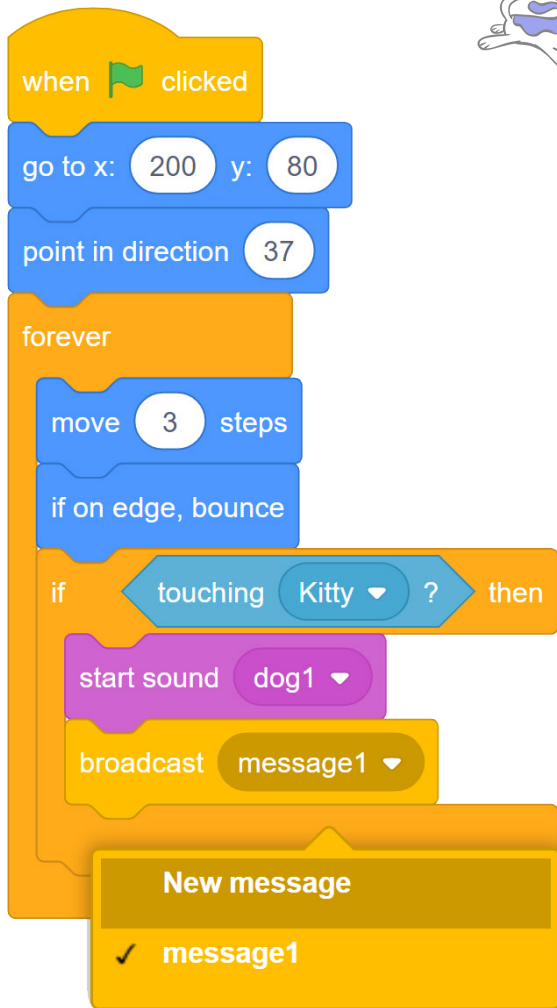 when clicked
go to x: 200 y: 80
point in direction 37
forever
move 3 steps
if on edge, bounce
if touching Kitty ? then
start sound dog1
broadcast message1
New message
✓ message1